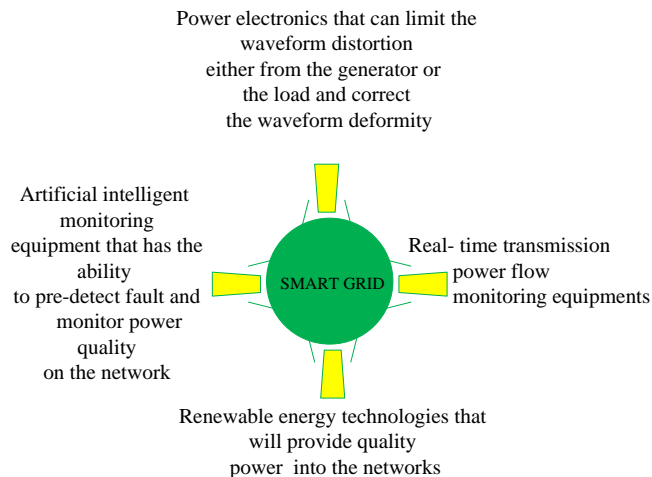 Power electronics that can limit the
waveform distortion
either from the generator or
the load and correct
the waveform deformity
Artificial intelligent
monitoring
equipment that has the
ability
to pre-detect fault and
monitor power
quality
on the network
SMART GRID
Real- time transmission
power flow
monitoring equipments
Renewable energy technologies that
will provide quality
power into the networks